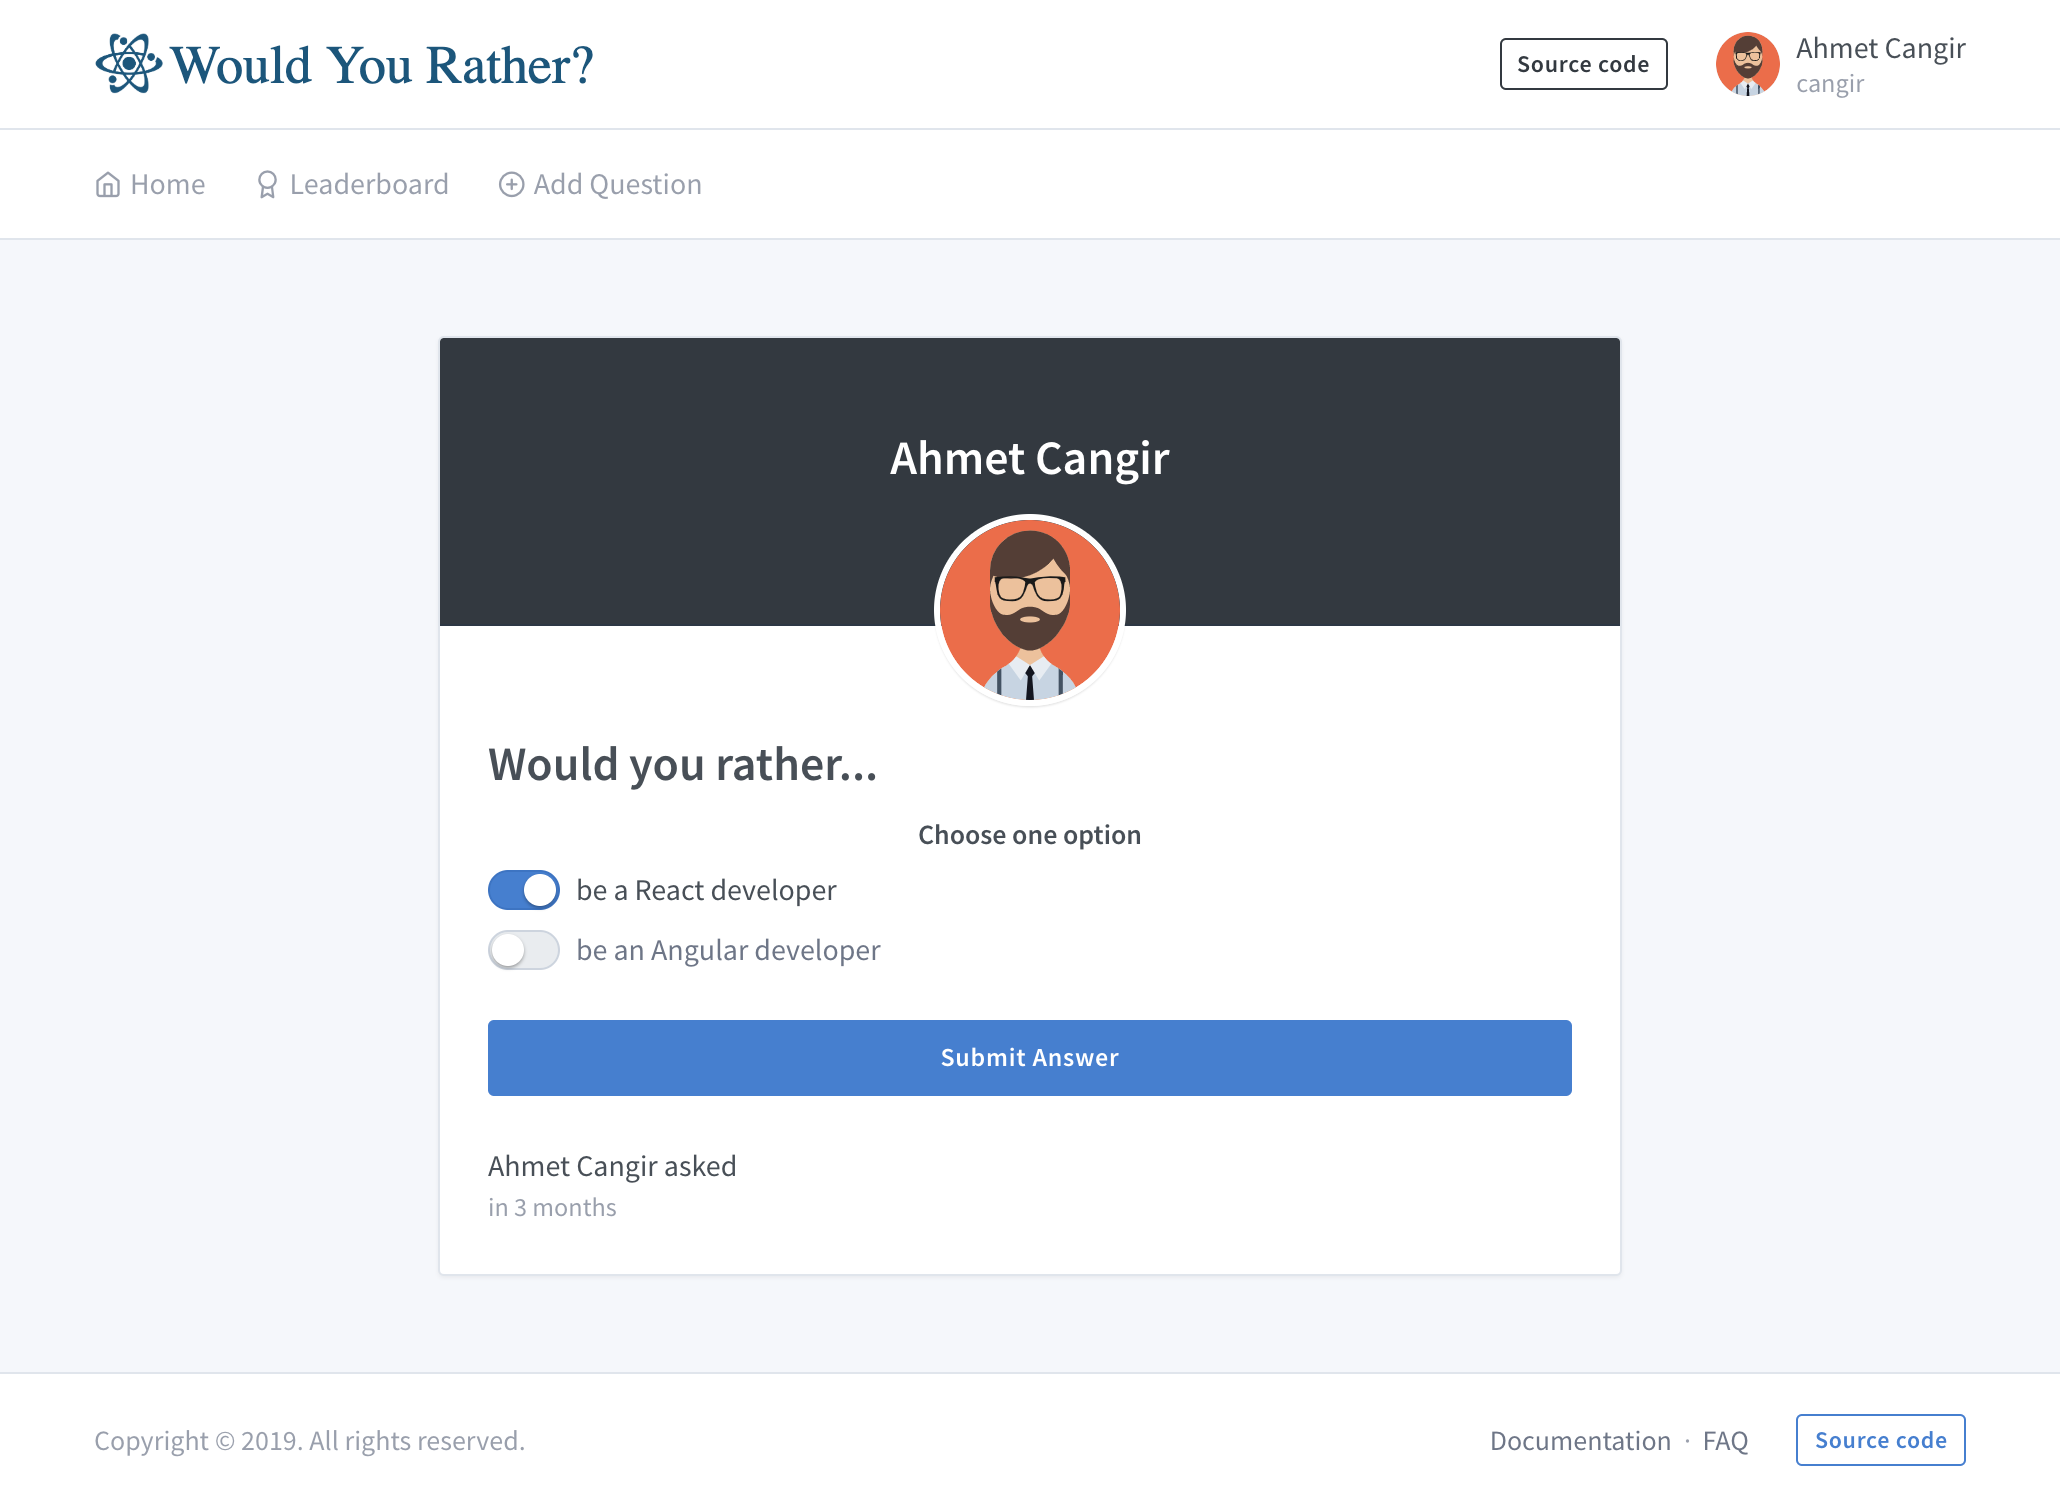 Would You Rather?
Source code
Ahmet Cangir
cangir
Home
Leaderboard
Add Question
Ahmet Cangir
Would you rather...
Choose one option
be a React developer
be an Angular developer
Submit Answer
Ahmet Cangir asked
in 3 months
Copyright © 2019. All rights reserved.
Documentation · FAQ
Source code